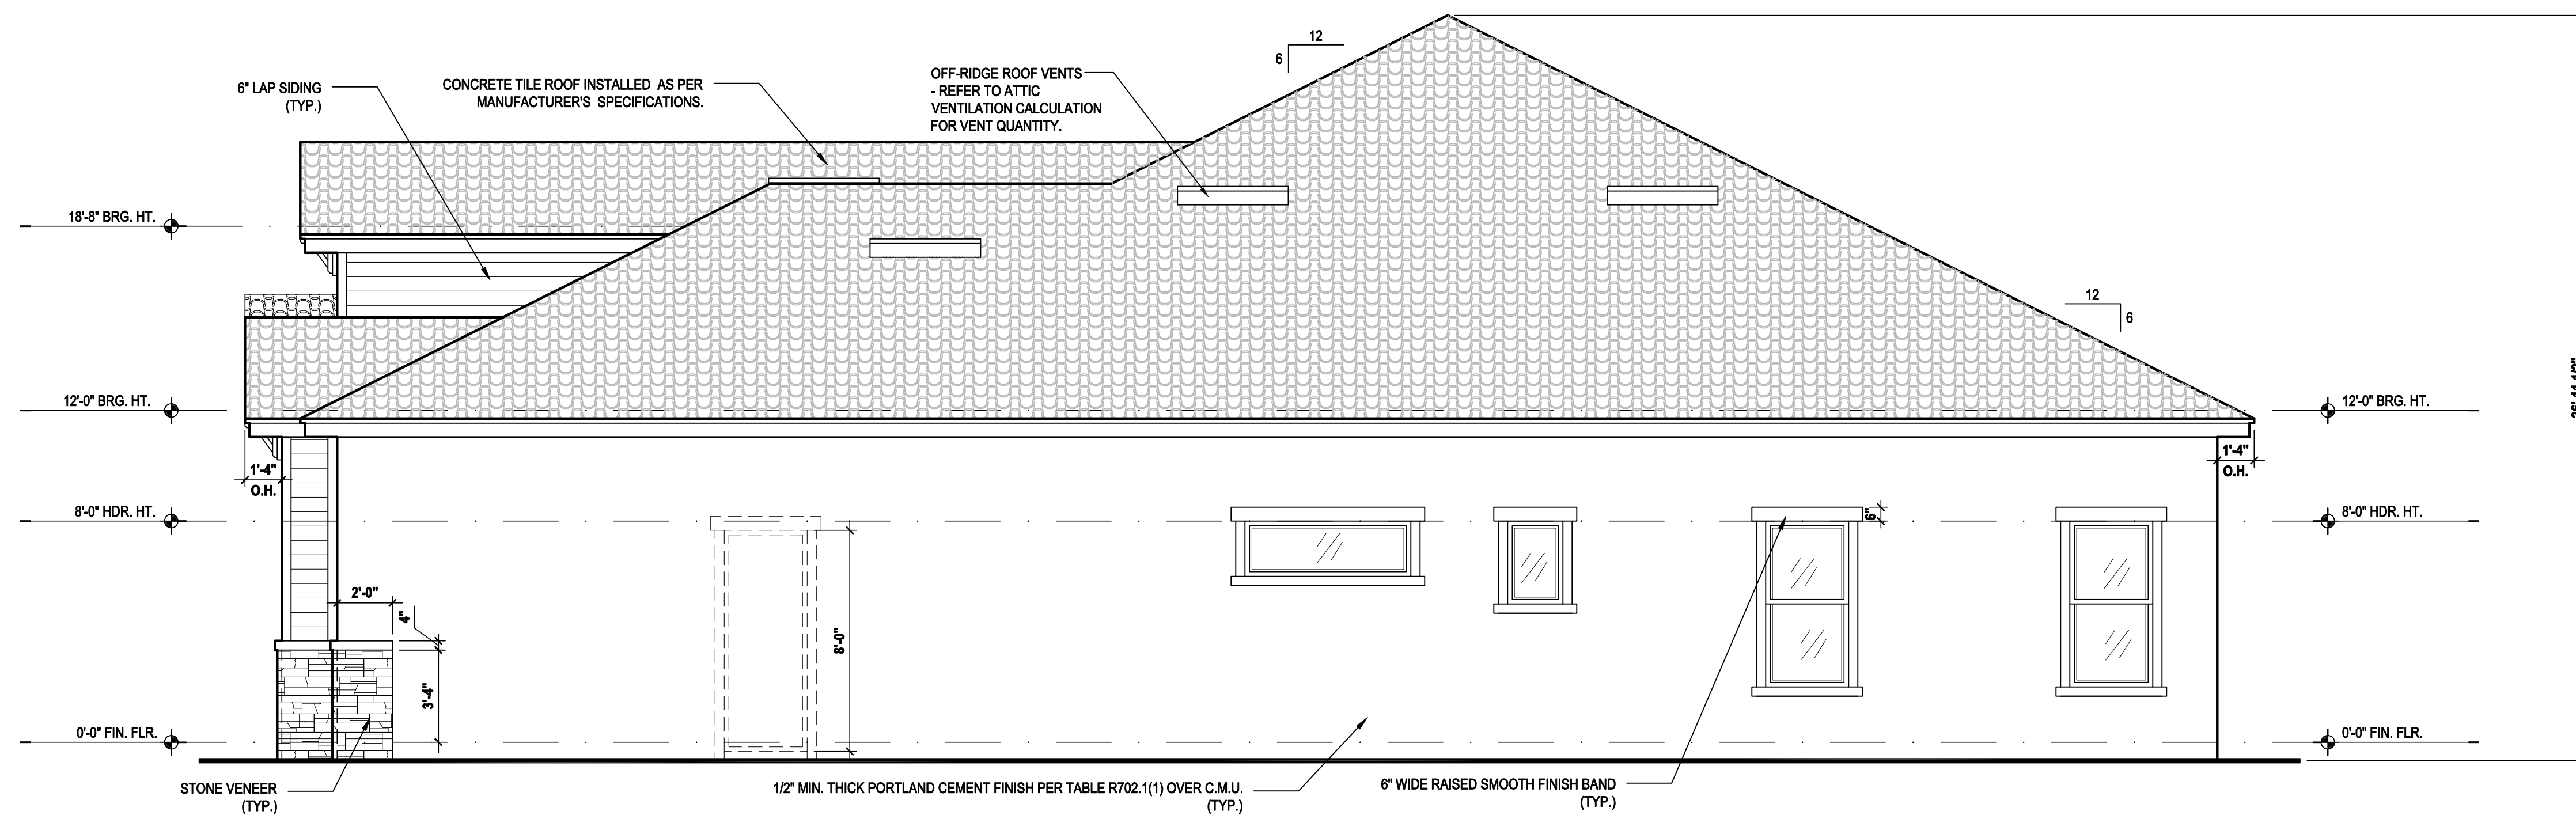 12
6
6" LAP SIDING
(TYP.)
CONCRETE TILE ROOF INSTALLED AS PER
MANUFACTURER'S SPECIFICATIONS.
OFF-RIDGE ROOF VENTS
- REFER TO ATTIC
VENTILATION CALCULATION
FOR VENT QUANTITY.
18'-8" BRG. HT.
12
6
12'-0" BRG. HT.
12'-0" BRG. HT.
1'-4"
O.H.
1'-4"
O.H.
8'-0" HDR. HT.
6"
8'-0" HDR. HT.
2'-0"
4"
8'-0"
3'-4"
0'-0" FIN. FLR.
0'-0" FIN. FLR.
STONE VENEER
(TYP.)
1/2" MIN. THICK PORTLAND CEMENT FINISH PER TABLE R702.1(1) OVER C.M.U.
(TYP.)
6" WIDE RAISED SMOOTH FINISH BAND
(TYP.)